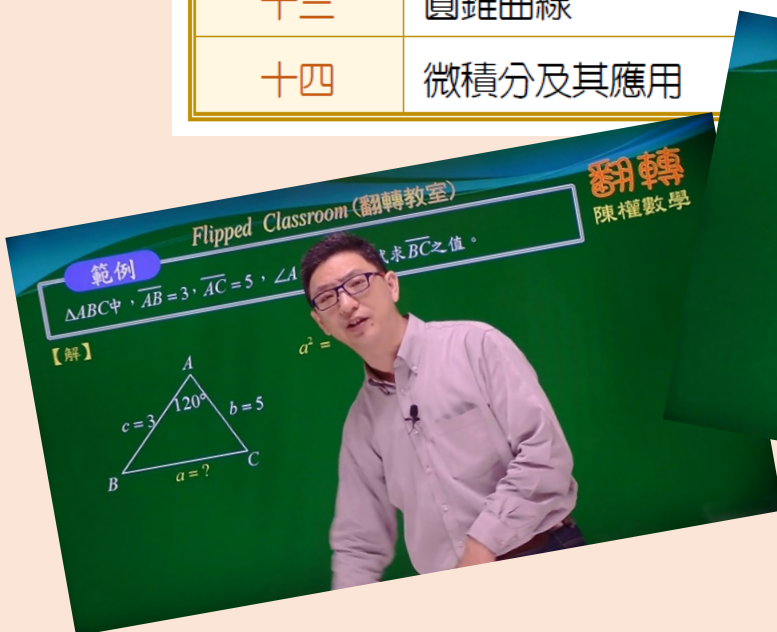 十三 圓錐曲線
十四 微積分及其應用
Flipped Classroom (翻轉教室)
翻轉
陳權數學
範例
ΔABC中，AB=3，AC=5，∠A 求BC之值。
【解】
a² =
A
120°
c=3
b=5
B
a=?
C